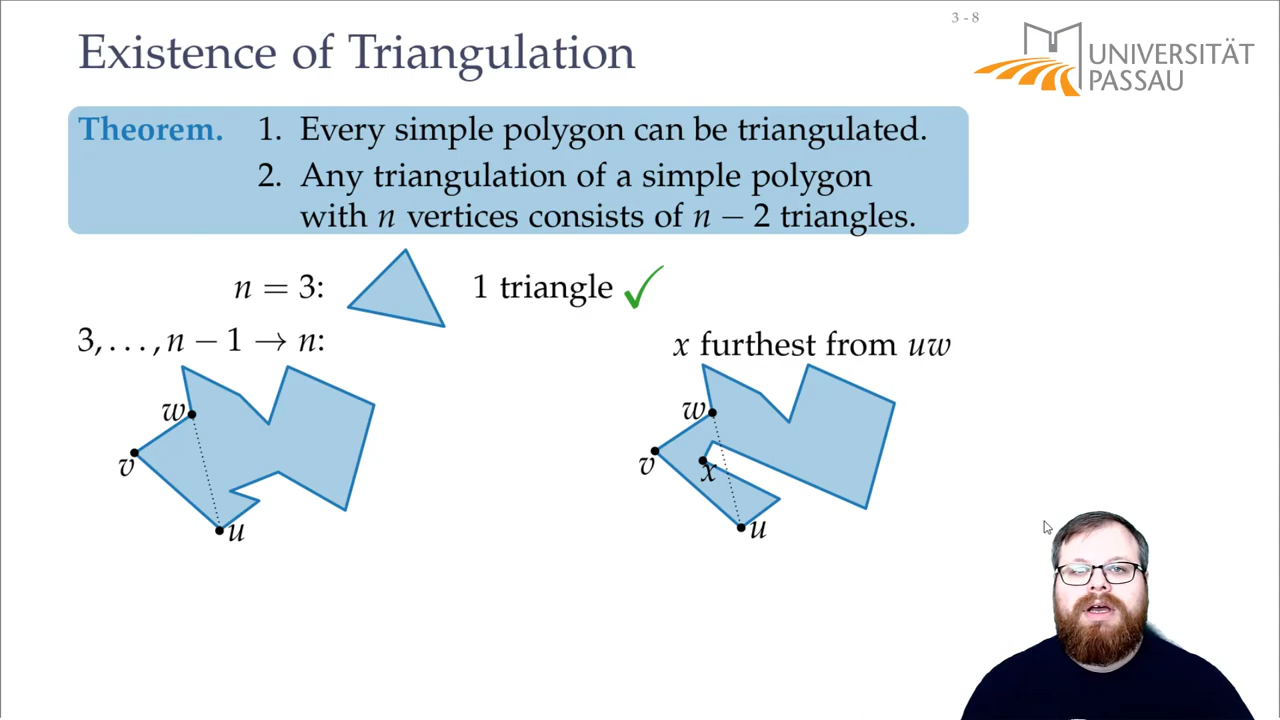 3 - 8
Existence of Triangulation
UNIVERSITÄT
PASSAU
Theorem. 1. Every simple polygon can be triangulated.
2. Any triangulation of a simple polygon
with n vertices consists of n − 2 triangles.
n = 3:
1 triangle
3, . . . , n − 1 → n:
x furthest from uw
w
v
u
w
v
x
u